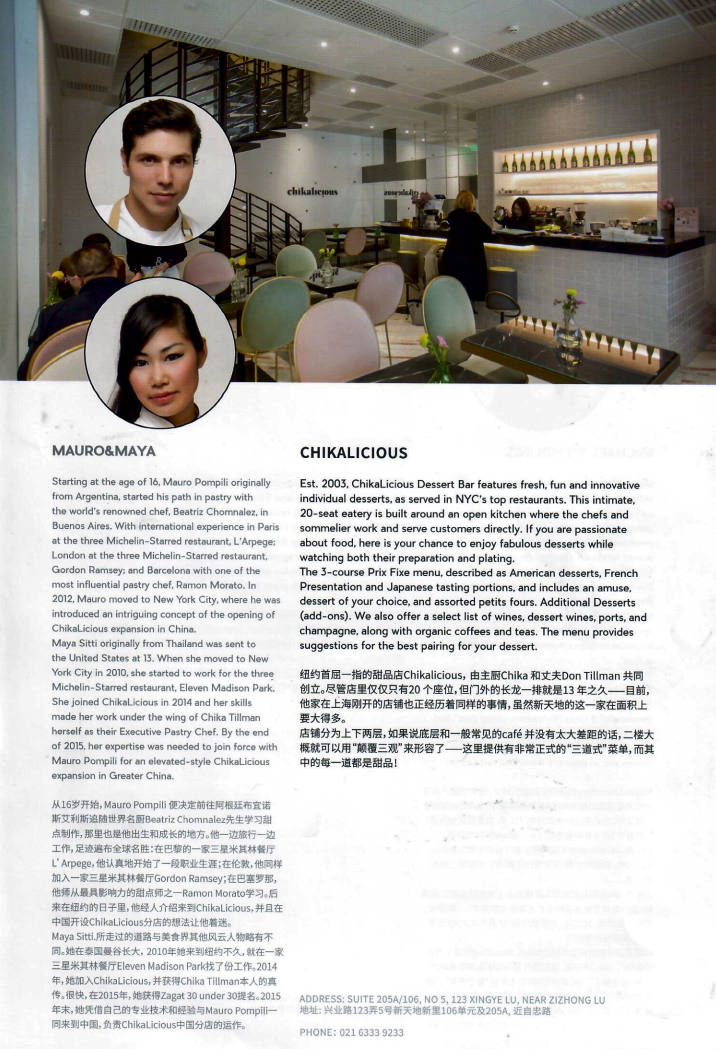 chikalicious
MAURO&MAYA
Starting at the age of 16, Mauro Pompili originally
from Argentina, started his path in pastry with
the world's renowned chef, Beatriz Chomnalez, in
Buenos Aires. With international experience in Paris
at the three Michelin-Starred restaurant, L'Arpege;
London at the three Michelin-Starred restaurant,
Gordon Ramsey; and Barcelona with one of the
most influential pastry chef, Ramon Morato. In
2012, Mauro moved to New York City, where he was
introduced an intriguing concept of the opening of
ChikaLicious expansion in China.
Maya Sitti originally from Thailand was sent to
the United States at 13. When she moved to New
York City in 2010, she started to work for the three
Michelin-Starred restaurant, Eleven Madison Park.
She joined ChikaLicious in 2014 and her skills
made her work under the wing of Chika Tillman
herself as their Executive Pastry Chef. By the end
of 2015, her expertise was needed to join force with
Mauro Pompili for an elevated-style ChikaLicious
expansion in Greater China.
从16岁开始, Mauro Pompili 便决定前往阿根廷布宜诺
斯艾利斯追随世界名厨Beatriz Chomnalez先生学习甜
点制作, 那里也是他出生和成长的地方。他一边旅行一边
工作, 足迹遍布全球名胜: 在巴黎的一家三星米其林餐厅
L' Arpege, 他认真地开始了一段职业生涯; 在伦敦, 他同样
加入一家三星米其林餐厅Gordon Ramsey; 在巴塞罗那,
他师从最具影响力的甜点师之一Ramon Morato学习。后
来在纽约的日子里, 他经人介绍来到ChikaLicious, 并且在
中国开设ChikaLicious分店的想法让他着迷。
Maya Sitti.所走过的道路与美食界其他风云人物略有不
同。她在泰国曼谷长大, 2010年她来到纽约不久, 就在一家
三星米其林餐厅Eleven Madison Park找了份工作。2014
年, 她加入ChikaLicious, 并获得Chika Tillman本人的真
传。很快, 在2015年, 她获得Zagat 30 under 30提名。2015
年末, 她凭借自己的专业技术和经验与Mauro Pompili一
同来到中国, 负责ChikaLicious中国分店的运作。
CHIKALICIOUS
Est. 2003, ChikaLicious Dessert Bar features fresh, fun and innovative
individual desserts, as served in NYC's top restaurants. This intimate,
20-seat eatery is built around an open kitchen where the chefs and
sommelier work and serve customers directly. If you are passionate
about food, here is your chance to enjoy fabulous desserts while
watching both their preparation and plating.
The 3-course Prix Fixe menu, described as American desserts, French
Presentation and Japanese tasting portions, and includes an amuse,
dessert of your choice, and assorted petits fours. Additional Desserts
(add-ons). We also offer a select list of wines, dessert wines, ports, and
champagne, along with organic coffees and teas. The menu provides
suggestions for the best pairing for your dessert.
纽约首屈一指的甜品店Chikalicious, 由主厨Chika 和丈夫Don Tillman 共同
创立。尽管店里仅仅只有20 个座位, 但门外的长龙一排就是13 年之久——目前,
他家在上海刚开的店铺也正经历着同样的事情, 虽然新天地的这一家在面积上
要大得多。
店铺分为上下两层, 如果说底层和一般常见的café 并没有太大差距的话, 二楼大
概就可以用“颠覆三观”来形容了——这里提供有非常正式的“三道式”菜单, 而其
中的每一道都是甜品!
ADDRESS: SUITE 205A/106, NO 5, 123 XINGYE LU, NEAR ZIZHONG LU
地址: 兴业路123弄5号新天地新里106单元及205A, 近自忠路
PHONE: 021 6333 9233